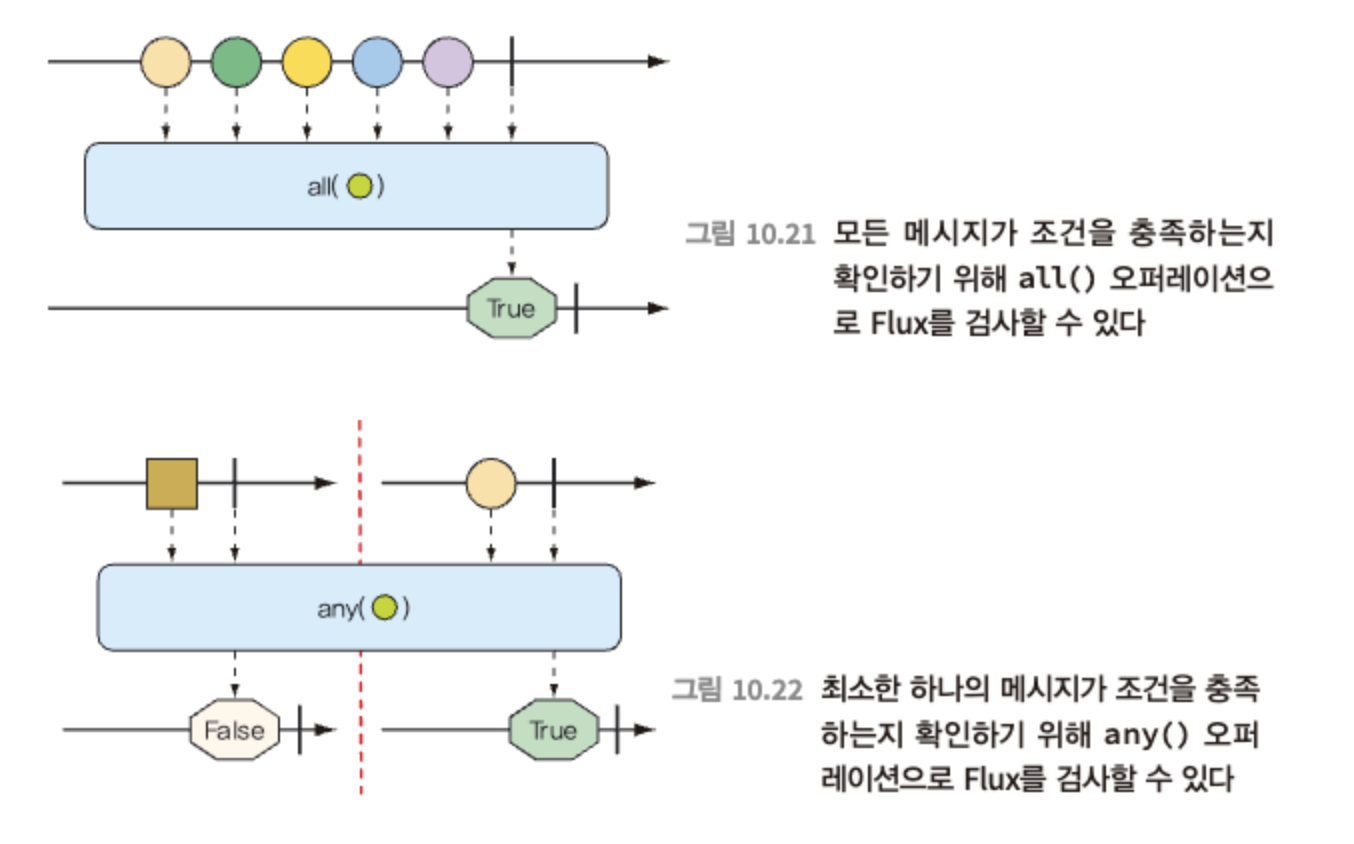 all( )
True
그림 10.21 모든 메시지가 조건을 충족하는지
확인하기 위해 all() 오퍼레이션으
로 Flux를 검사할 수 있다
any( )
False
True
그림 10.22 최소한 하나의 메시지가 조건을 충족
하는지 확인하기 위해 any() 오퍼
레이션으로 Flux를 검사할 수 있다